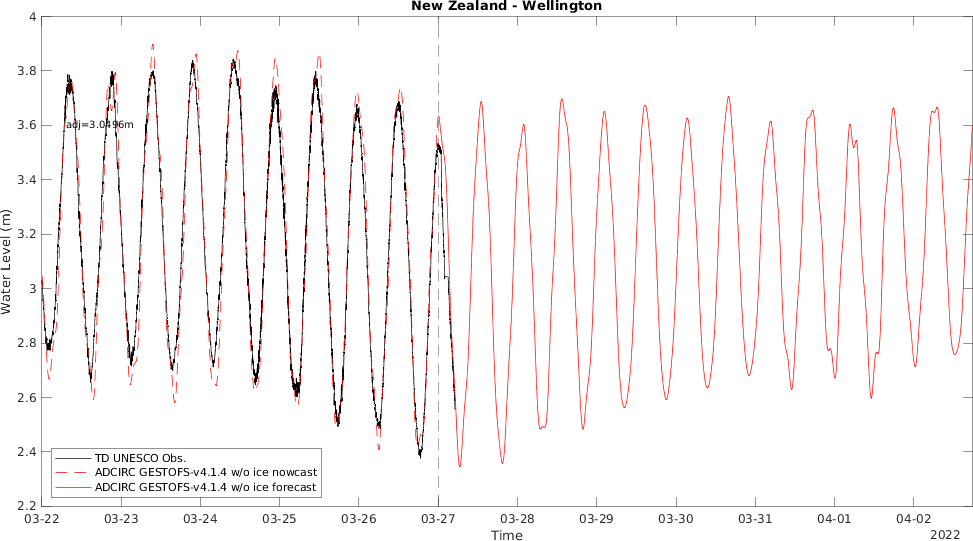 New Zealand - Wellington
4
3.8
3.6
3.4
3.2
3
2.8
2.6
2.4
2.2
Water Level (m)
adj=3.0496m
TD UNESCO Obs.
ADCIRC GESTOFS-v4.1.4 w/o ice nowcast
ADCIRC GESTOFS-v4.1.4 w/o ice forecast
03-22 03-23 03-24 03-25 03-26 03-27 03-28 03-29 03-30 03-31 04-01 04-02
Time
2022